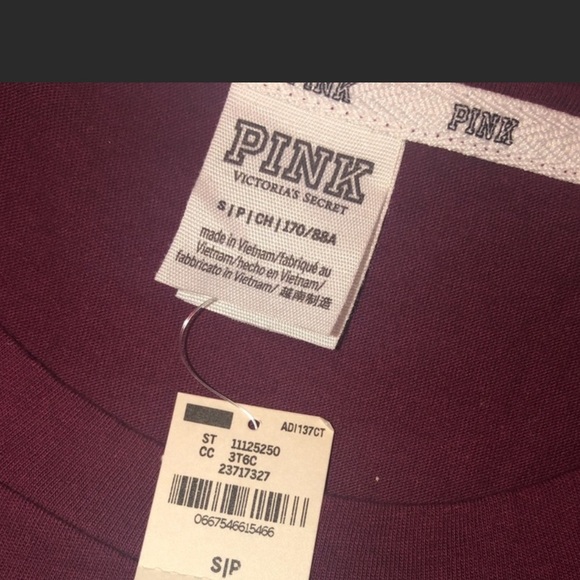 PINK
PINK
PINK
VICTORIA'S SECRET
S|P|CH|170/88A
made in Vietnam/fabriqué au
Vietnam/hecho en Vietnam/
fabbricato in Vietnam/ 越南制造
ADI137CT
ST 11125250
CC 3T6C
23717327
0667546615466
S|P